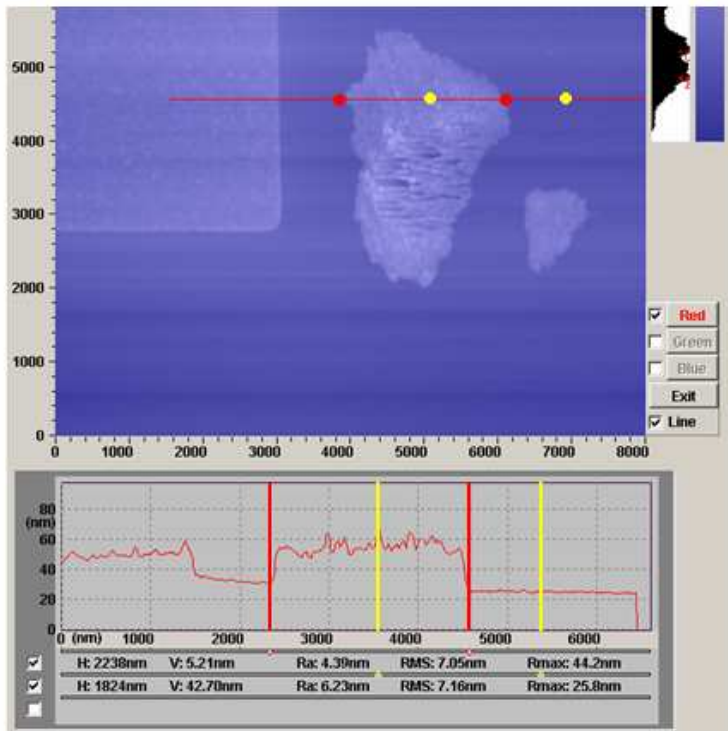 5000
4000
3000
2000
1000
0
0 1000 2000 3000 4000 5000 6000 7000 8000
Red
Green
Blue
Exit
Line
80
(nm)
60
40
20
0
0 (nm) 1000 2000 3000 4000 5000 6000
H: 2238nm V: 5.21nm Ra: 4.39nm RMS: 7.05nm Rmax: 44.2nm
H: 1824nm V: 42.70nm Ra: 6.23nm RMS: 7.16nm Rmax: 25.8nm